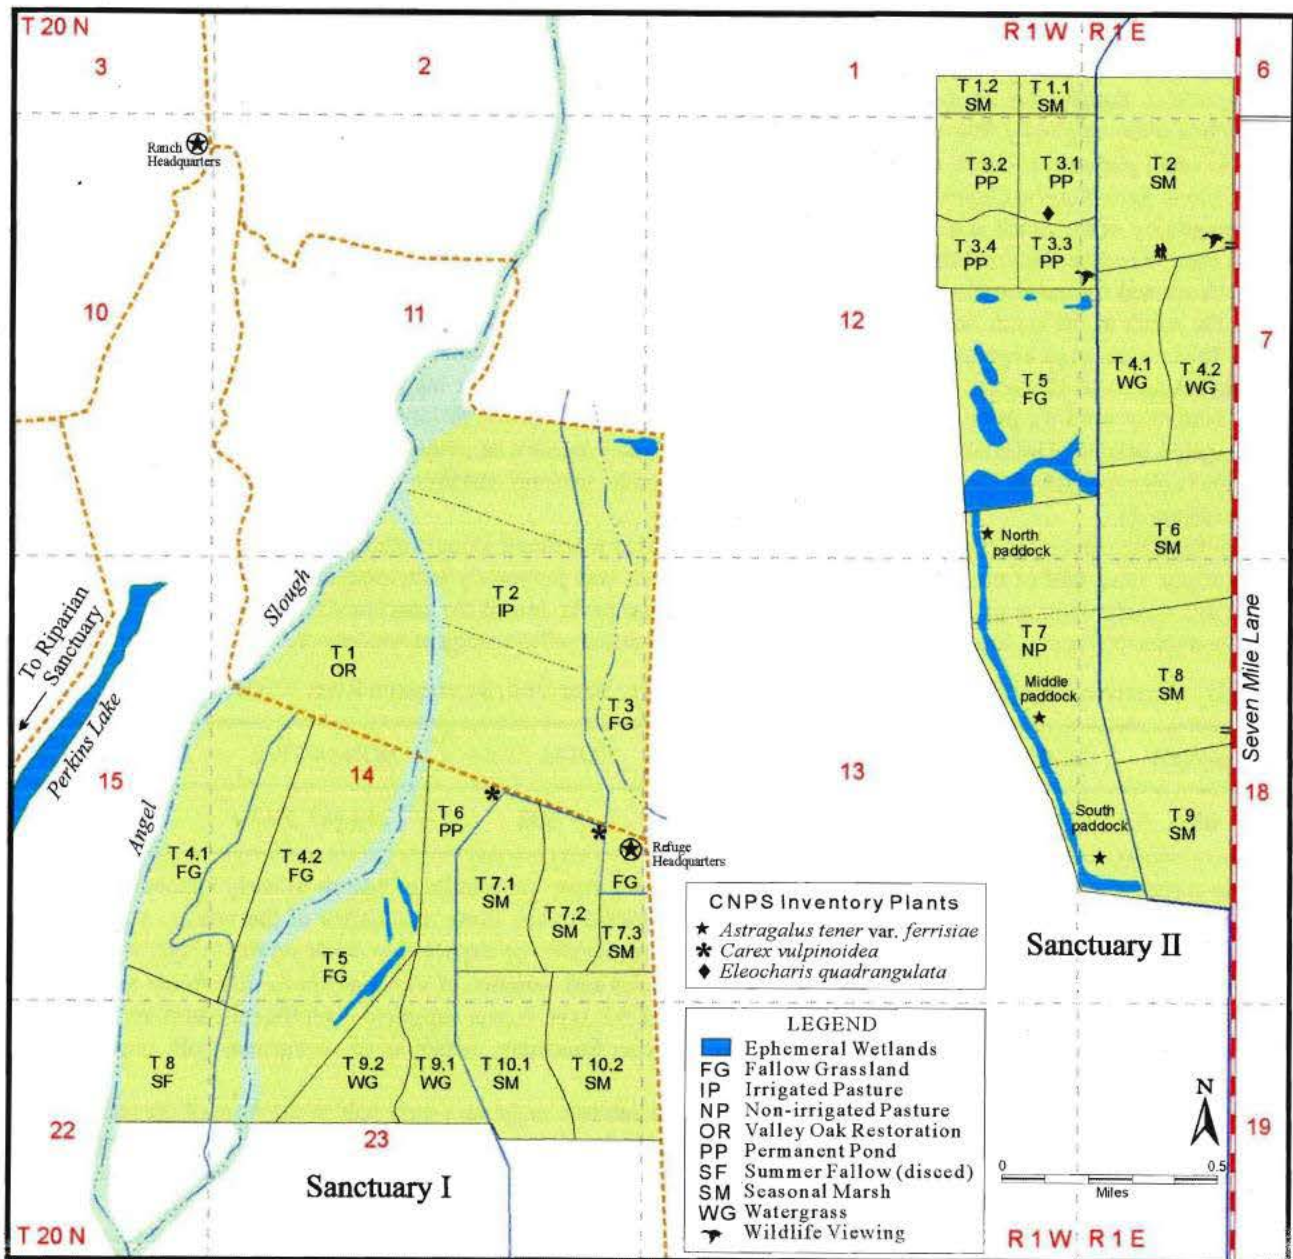 T 20 N
R 1 W R 1 E
3
2
1
6
T 1.2
SM
T 1.1
SM
Ranch
Headquarters
T 3.2
PP
T 3.1
PP
T 2
SM
T 3.4
PP
T 3.3
PP
10
11
12
7
T 5
FG
T 4.1
WG
T 4.2
WG
North
paddock
T 6
SM
T 2
IP
Slough
To Riparian
Sanctuary
T 1
OR
T 7
NP
T 8
SM
Seven Mile Lane
Middle
paddock
T 3
FG
Perkins Lake
15
14
13
18
Angel
T 6
PP
South
paddock
T 9
SM
T 4.1
FG
T 4.2
FG
Refuge
Headquarters
FG
T 7.1
SM
T 7.2
SM
T 7.3
SM
T 5
FG
CNPS Inventory Plants
Astragalus tener var. ferrisiae
Carex vulpinoidea
Eleocharis quadrangulata
Sanctuary II
T 8
SF
T 9.2
WG
T 9.1
WG
T 10.1
SM
T 10.2
SM
LEGEND
Ephemeral Wetlands
FG Fallow Grassland
IP Irrigated Pasture
NP Non-irrigated Pasture
OR Valley Oak Restoration
PP Permanent Pond
SF Summer Fallow (disced)
SM Seasonal Marsh
WG Watergrass
Wildlife Viewing
N
0 0.5
Miles
22
23
19
Sanctuary I
T 20 N
R 1 W R 1 E